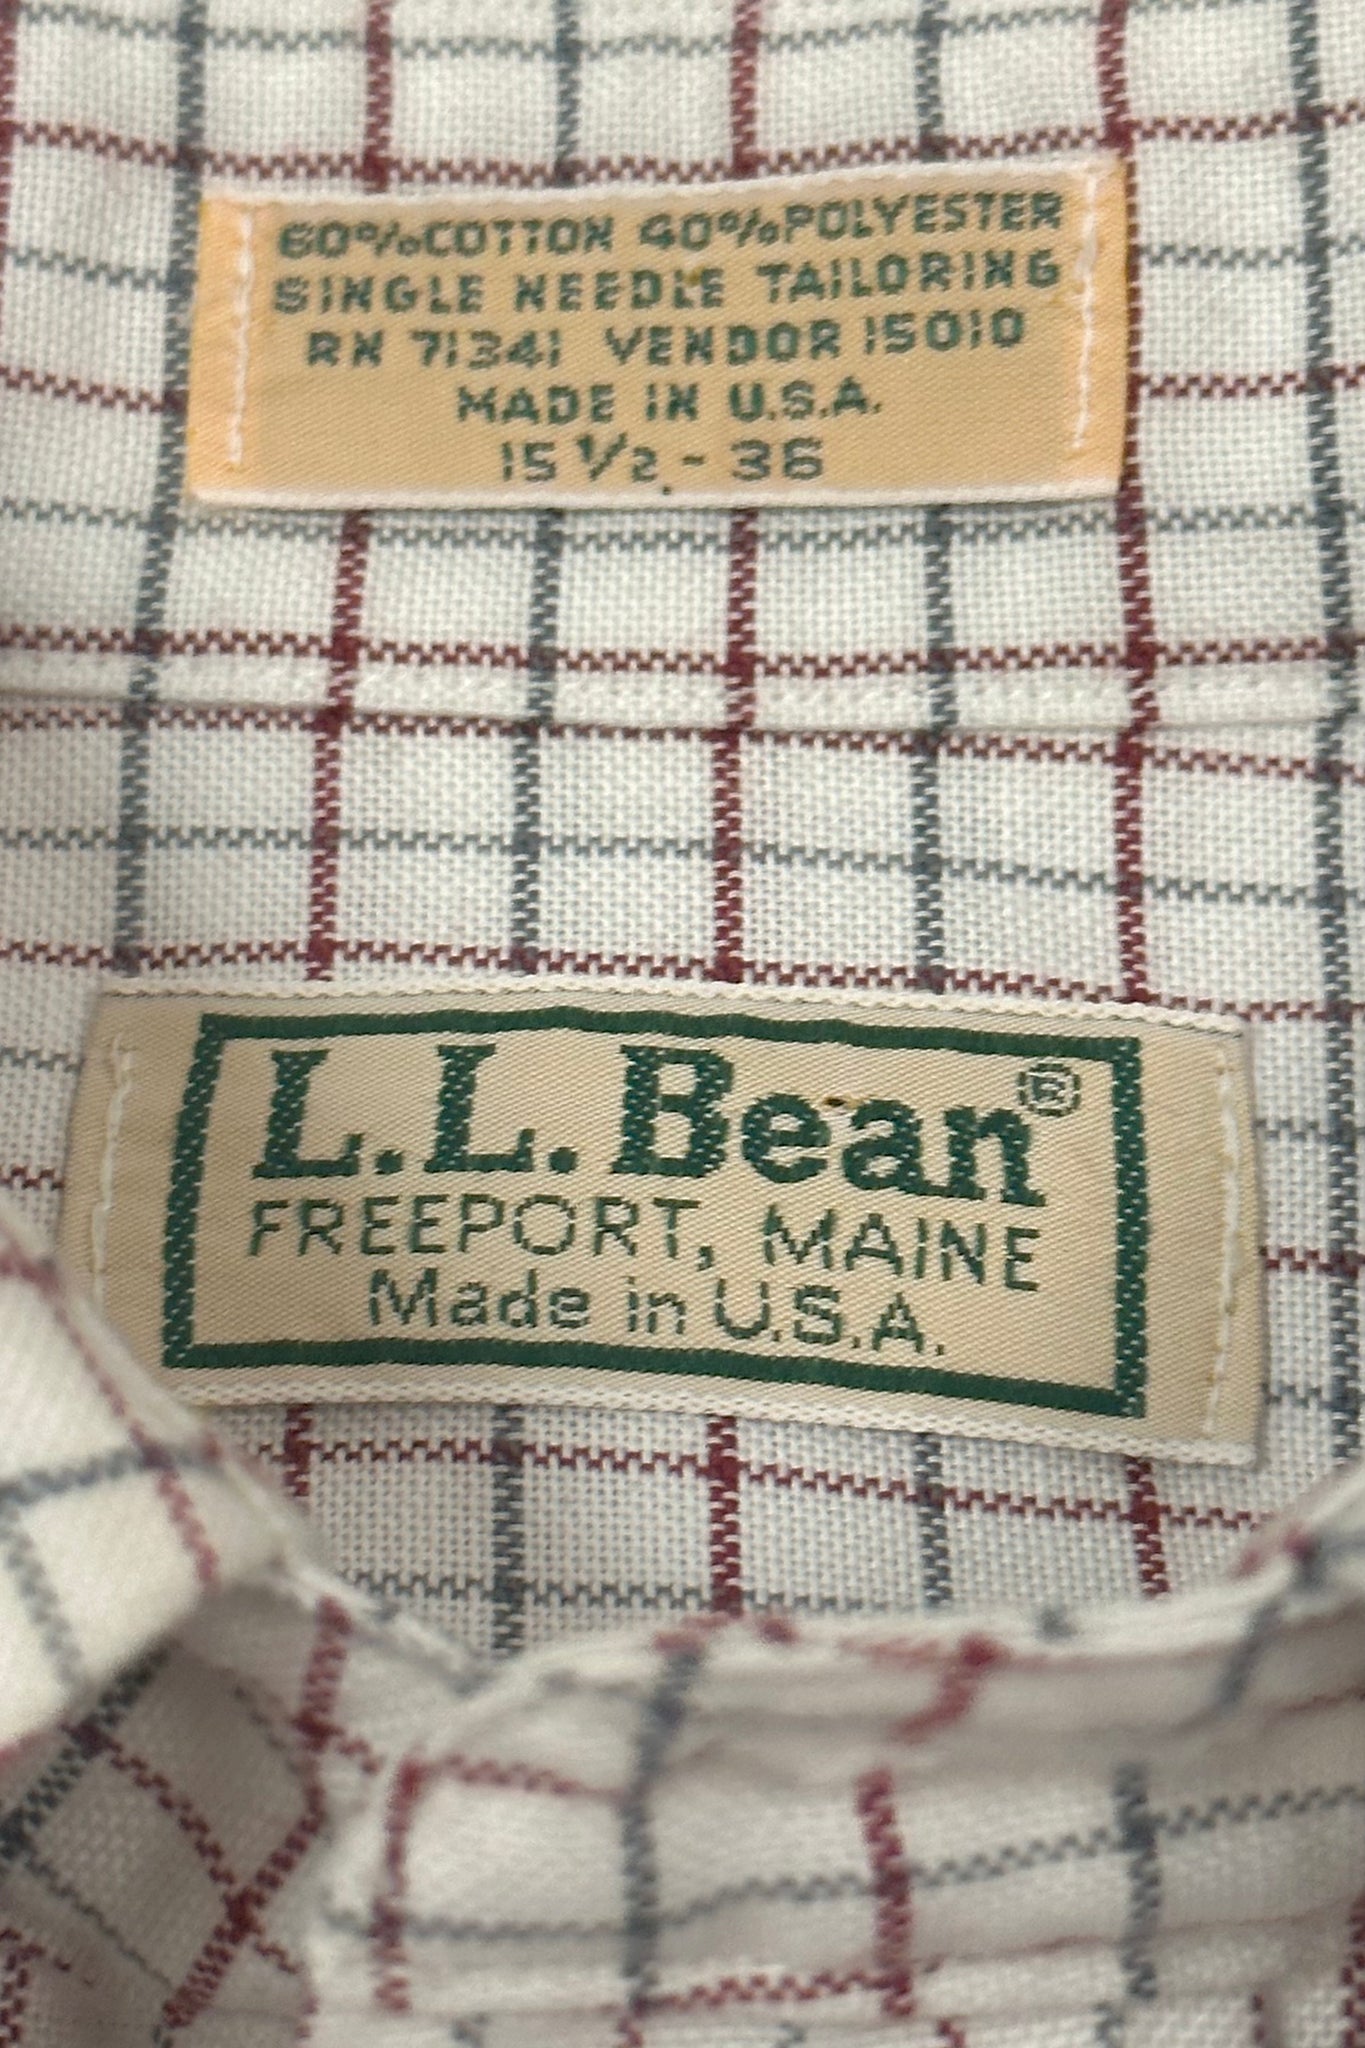 60%COTTON 40%POLYESTER
SINGLE NEEDLE TAILORING
RN 71341 VENDOR 15010
MADE IN U.S.A.
15 1/2 - 36
L.L.Bean®
FREEPORT, MAINE
Made in U.S.A.